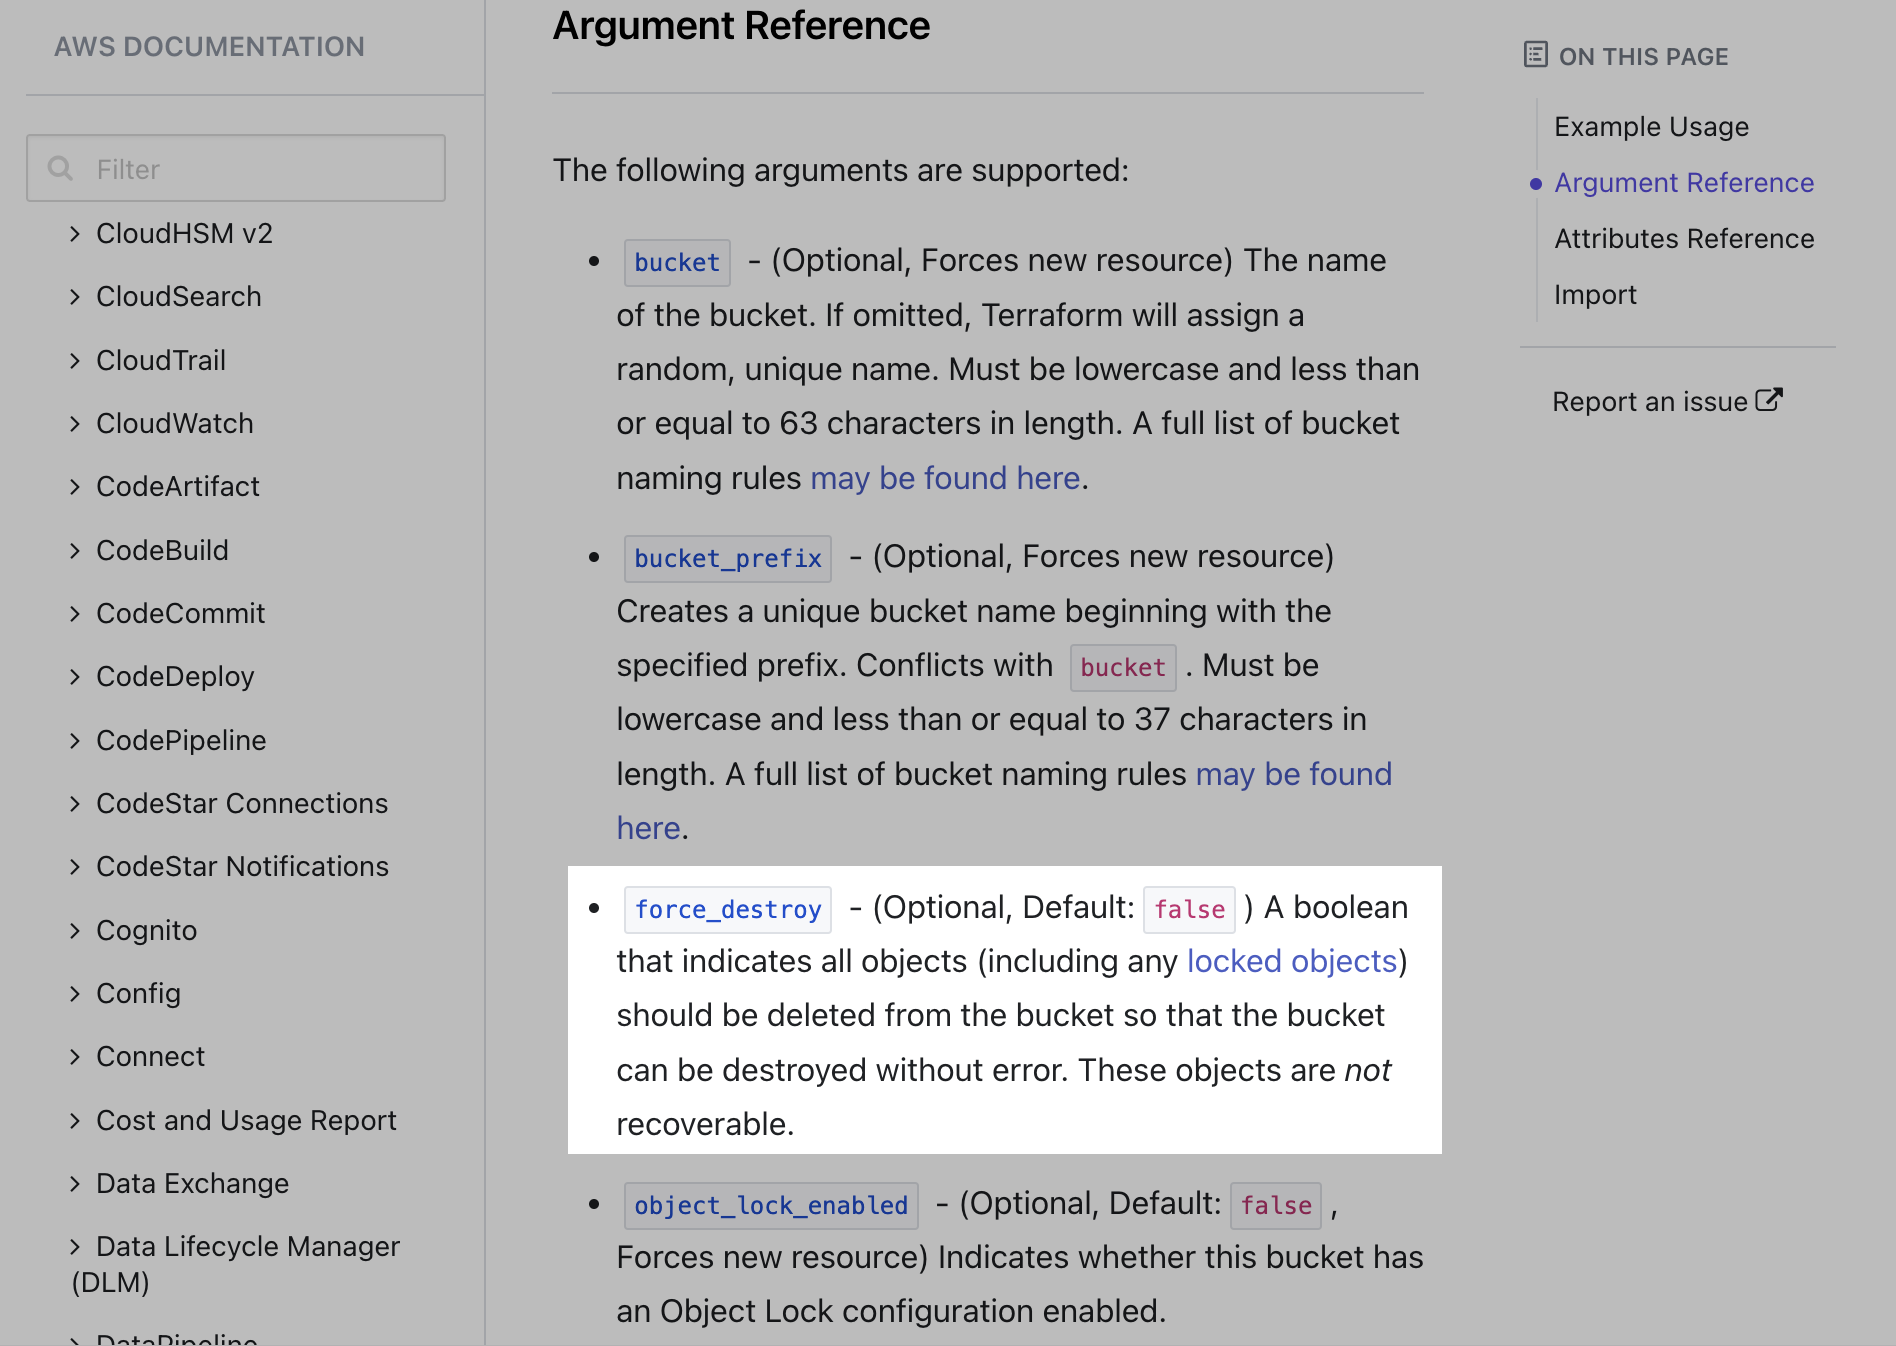 AWS DOCUMENTATION
Filter
CloudHSM v2
CloudSearch
CloudTrail
CloudWatch
CodeArtifact
CodeBuild
CodeCommit
CodeDeploy
CodePipeline
CodeStar Connections
CodeStar Notifications
Cognito
Config
Connect
Cost and Usage Report
Data Exchange
Data Lifecycle Manager
(DLM)
DataPipeline
Argument Reference
The following arguments are supported:
bucket - (Optional, Forces new resource) The name
of the bucket. If omitted, Terraform will assign a
random, unique name. Must be lowercase and less than
or equal to 63 characters in length. A full list of bucket
naming rules may be found here.
bucket_prefix - (Optional, Forces new resource)
Creates a unique bucket name beginning with the
specified prefix. Conflicts with bucket . Must be
lowercase and less than or equal to 37 characters in
length. A full list of bucket naming rules may be found
here.
force_destroy - (Optional, Default: false ) A boolean
that indicates all objects (including any locked objects)
should be deleted from the bucket so that the bucket
can be destroyed without error. These objects are not
recoverable.
object_lock_enabled - (Optional, Default: false ,
Forces new resource) Indicates whether this bucket has
an Object Lock configuration enabled.
ON THIS PAGE
Example Usage
Argument Reference
Attributes Reference
Import
Report an issue